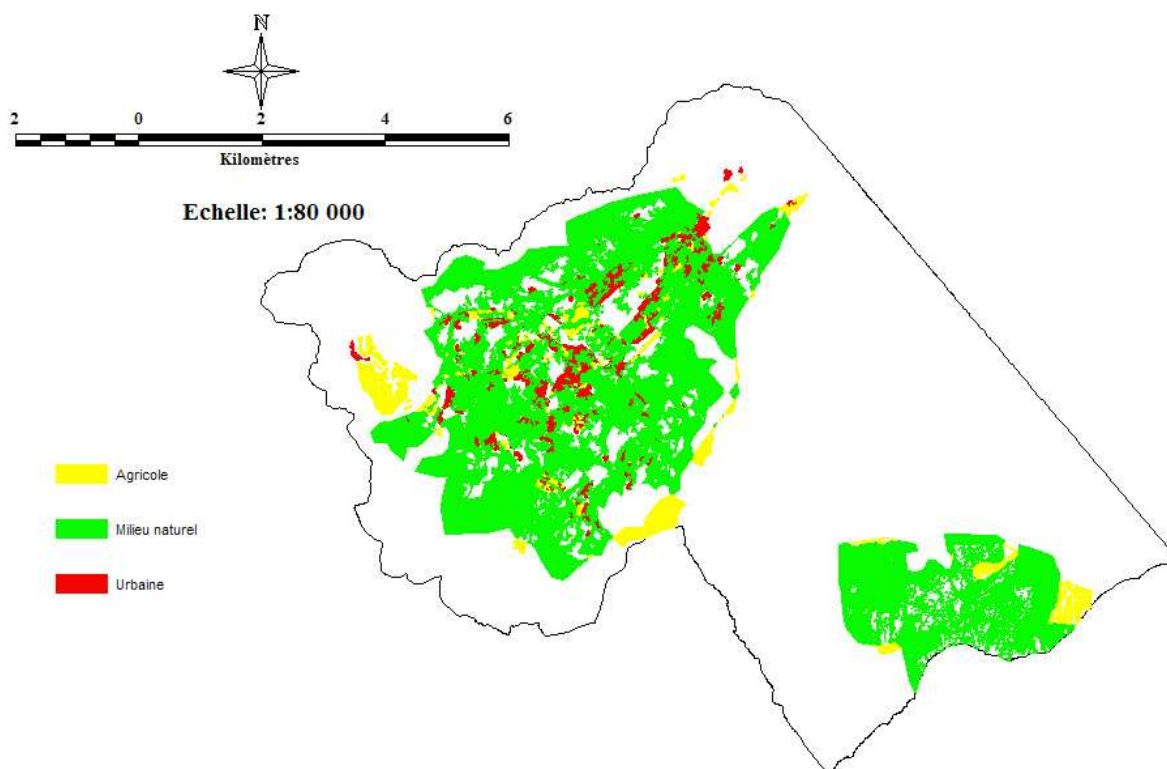 N
2 0 2 4 6
Kilomètres
Echelle: 1:80 000
Agricole
Milieu naturel
Urbaine